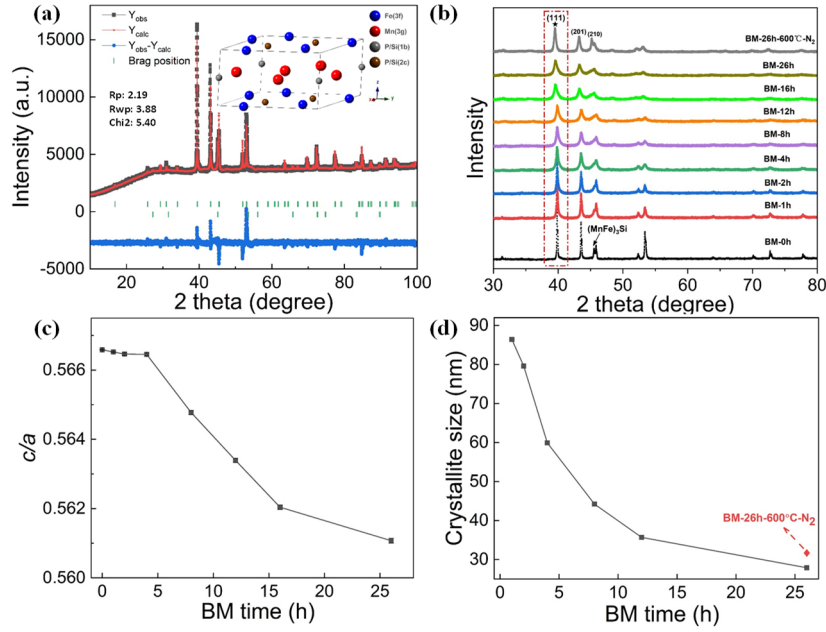 (a)
Y_obs
Y_calc
Y_obs-Y_calc
Brag position
Rp: 2.19
Rwp: 3.88
Chi2: 5.40
Fe(3f)
Mn(3g)
P/Si(1b)
P/Si(2c)
z
x
y
15000
10000
5000
0
-5000
Intensity (a.u.)
20
40
60
80
100
2 theta (degree)
(b)
(111)
(201)
(210)
BM-26h-600℃-N2
BM-26h
BM-16h
BM-12h
BM-8h
BM-4h
BM-2h
BM-1h
(MnFe)3Si
BM-0h
Intensity
30
40
50
60
70
80
2 theta (degree)
(c)
0.566
0.564
0.562
0.560
c/a
0
5
10
15
20
25
BM time (h)
(d)
90
80
70
60
50
40
30
Crystallite size (nm)
BM-26h-600°C-N2
0
5
10
15
20
25
BM time (h)